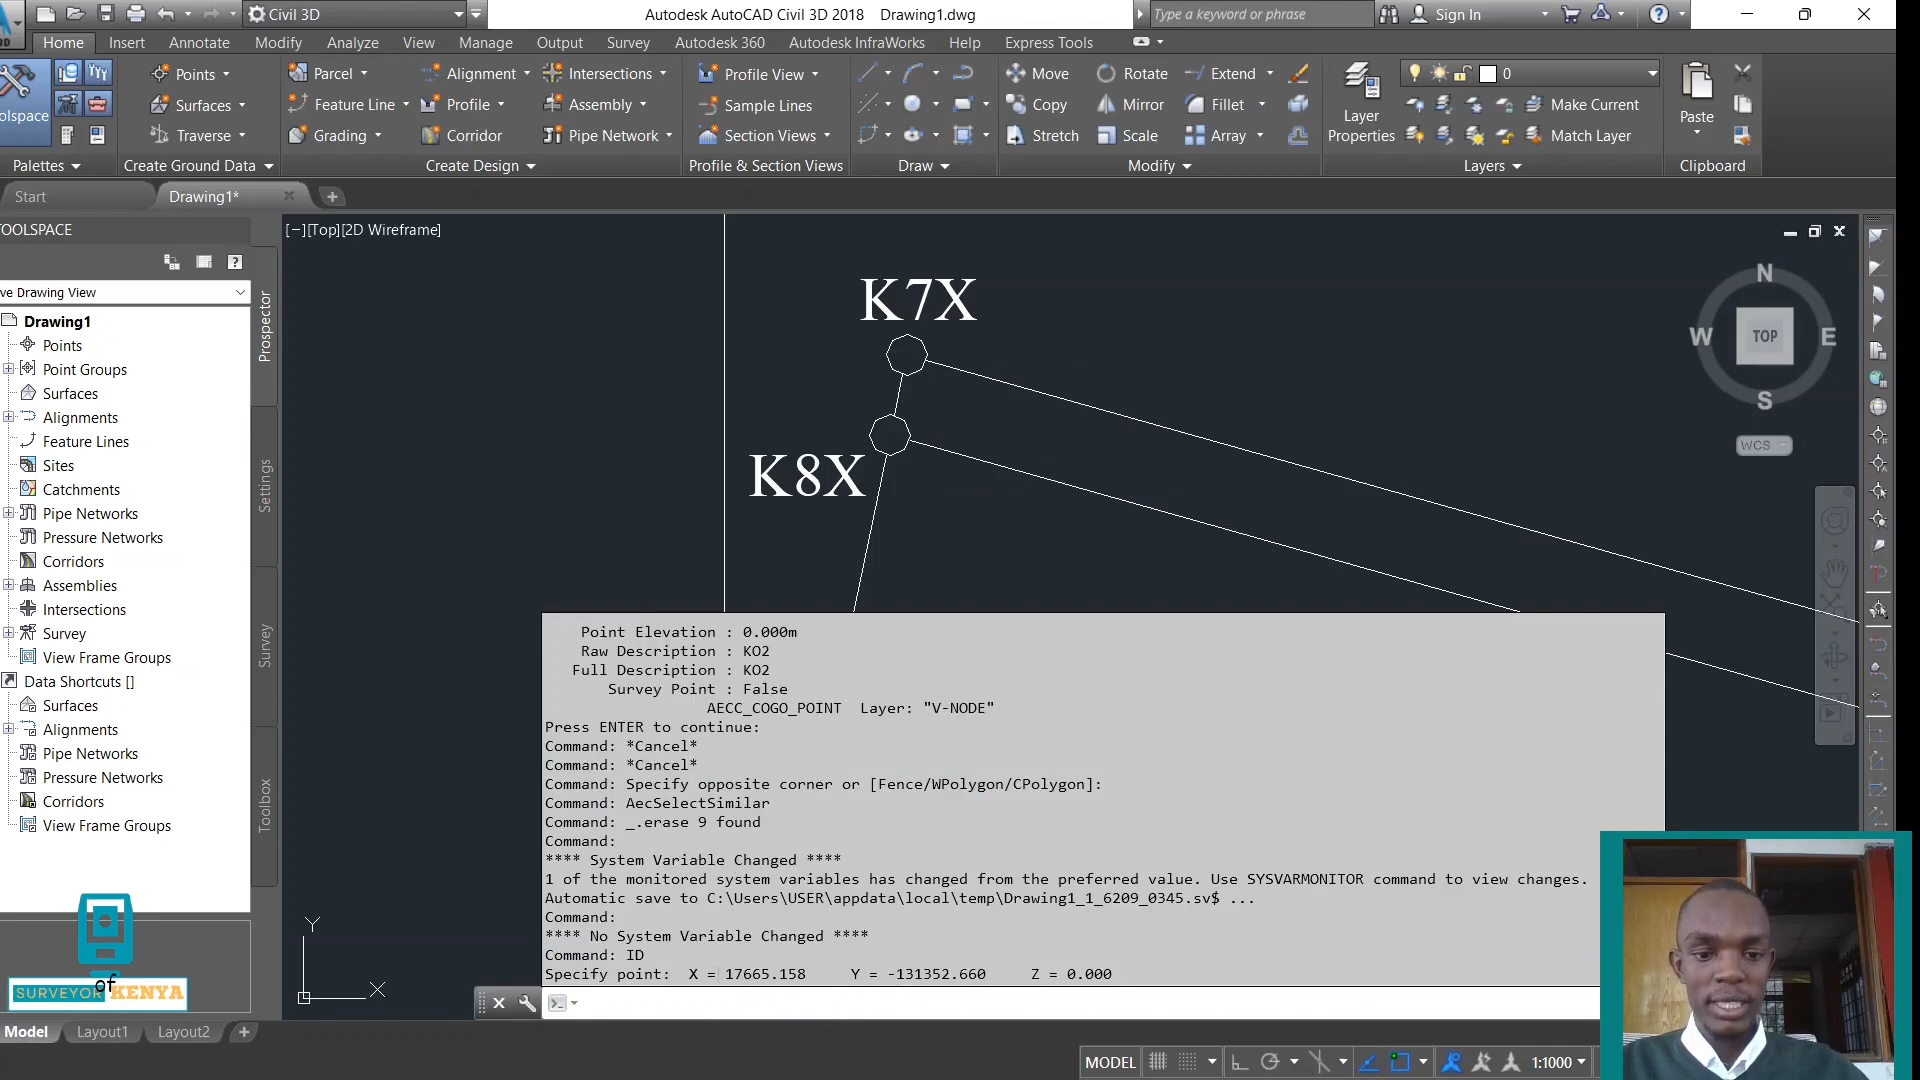 Civil 3D
Autodesk AutoCAD Civil 3D 2018 Drawing1.dwg
Type a keyword or phrase
Sign In
Home Insert Annotate Modify Analyze View Manage Output Survey Autodesk 360 Autodesk InfraWorks Help Express Tools
Points Parcel Alignment Intersections Profile View Move Rotate Extend 0
Surfaces Feature Line Profile Assembly Sample Lines Copy Mirror Fillet Make Current
Traverse Grading Corridor Pipe Network Section Views Stretch Scale Array Match Layer
olspace
Layer
Properties
Paste
Palettes Create Ground Data Create Design Profile & Section Views Draw Modify Layers Clipboard
Start Drawing1*
TOOLSPACE
[−][Top][2D Wireframe]
ve Drawing View
Drawing1
Points
Point Groups
Surfaces
Alignments
Feature Lines
Sites
Catchments
Pipe Networks
Pressure Networks
Corridors
Assemblies
Intersections
Survey
View Frame Groups
Data Shortcuts []
Surfaces
Alignments
Pipe Networks
Pressure Networks
Corridors
View Frame Groups
Prospector
Settings
Survey
Toolbox
K7X
K8X
N
W TOP E
S
WCS
Point Elevation : 0.000m
Raw Description : KO2
Full Description : KO2
Survey Point : False
AECC_COGO_POINT Layer: "V-NODE"
Press ENTER to continue:
Command: *Cancel*
Command: *Cancel*
Command: Specify opposite corner or [Fence/WPolygon/CPolygon]:
Command: AecSelectSimilar
Command: _.erase 9 found
Command:
**** System Variable Changed ****
1 of the monitored system variables has changed from the preferred value. Use SYSVARMONITOR command to view changes.
Automatic save to C:\Users\USER\appdata\local\temp\Drawing1_1_6209_0345.sv$ ...
Command:
**** No System Variable Changed ****
Command: ID
Specify point: X = 17665.158 Y = -131352.660 Z = 0.000
Y
X
of
SURVEYOR KENYA
Model Layout1 Layout2
MODEL 1:1000